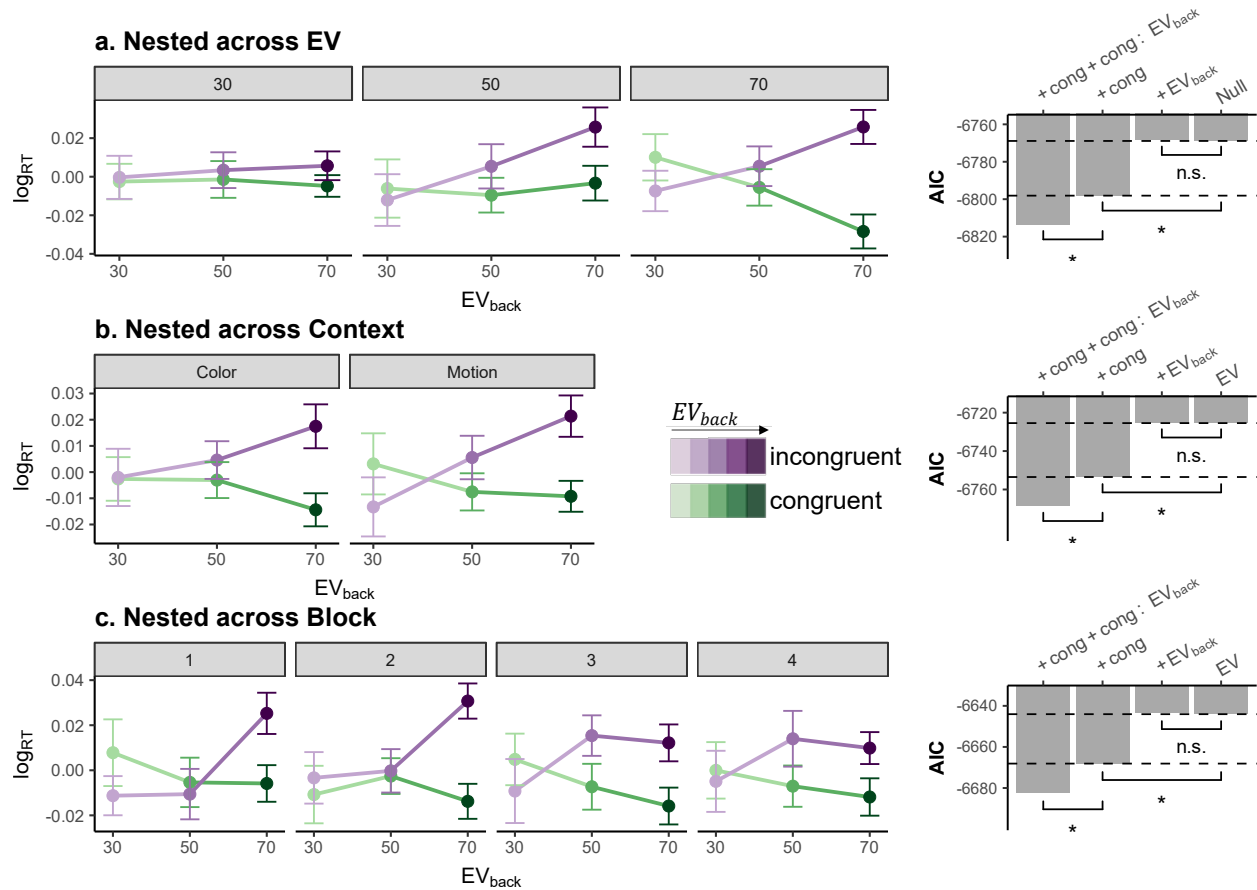 a. Nested across EV
30 50 70
logRT
0.02
0.00
-0.02
-0.04
30 50 70 30 50 70 30 50 70
EVback
+ cong + cong : EVback
+ cong
+ EVback
Null
AIC
-6760
-6780
-6800
-6820
n.s.
*
*
b. Nested across Context
Color Motion
logRT
0.03
0.02
0.01
0.00
-0.01
-0.02
30 50 70 30 50 70
EVback
EVback
incongruent
congruent
+ cong + cong : EVback
+ cong
+ EVback
EV
AIC
-6720
-6740
-6760
n.s.
*
*
c. Nested across Block
1 2 3 4
logRT
0.04
0.02
0.00
-0.02
30 50 70 30 50 70 30 50 70 30 50 70
EVback
+ cong + cong : EVback
+ cong
+ EVback
EV
AIC
-6640
-6660
-6680
n.s.
*
*